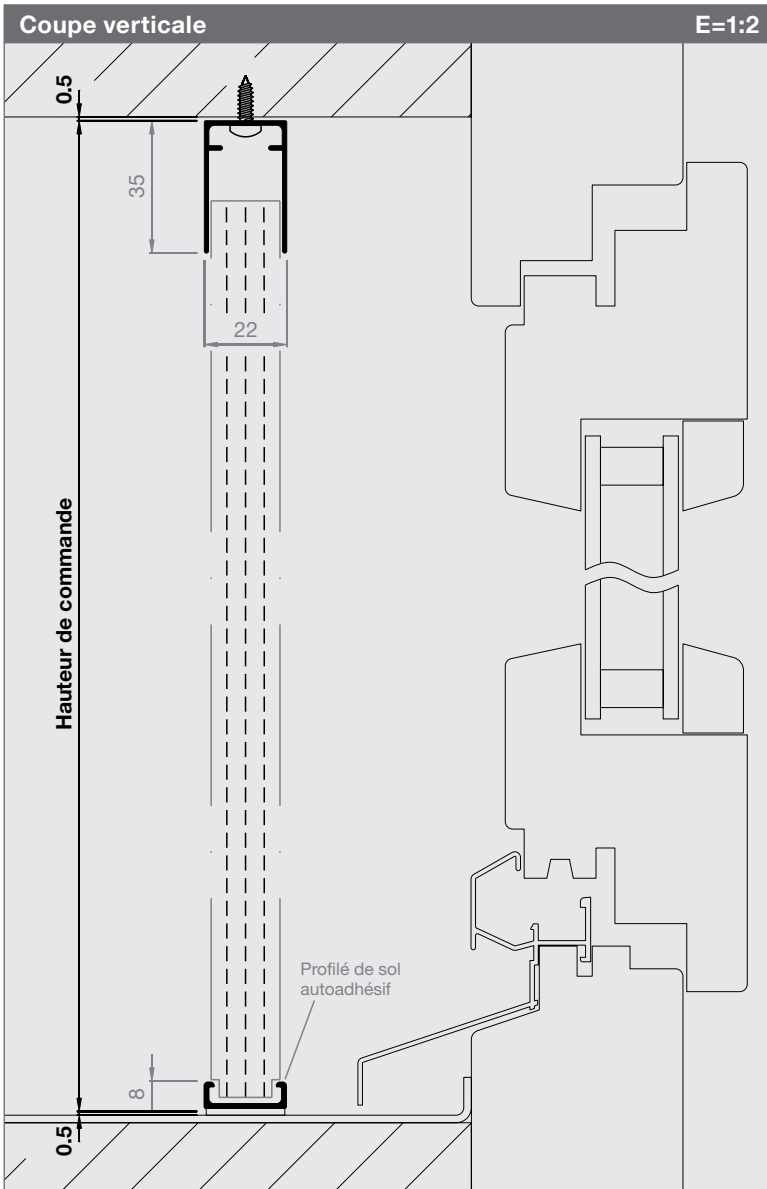 Coupe verticale
E=1:2
0.5
35
22
Hauteur de commande
Profilé de sol
autoadhésif
8
0.5